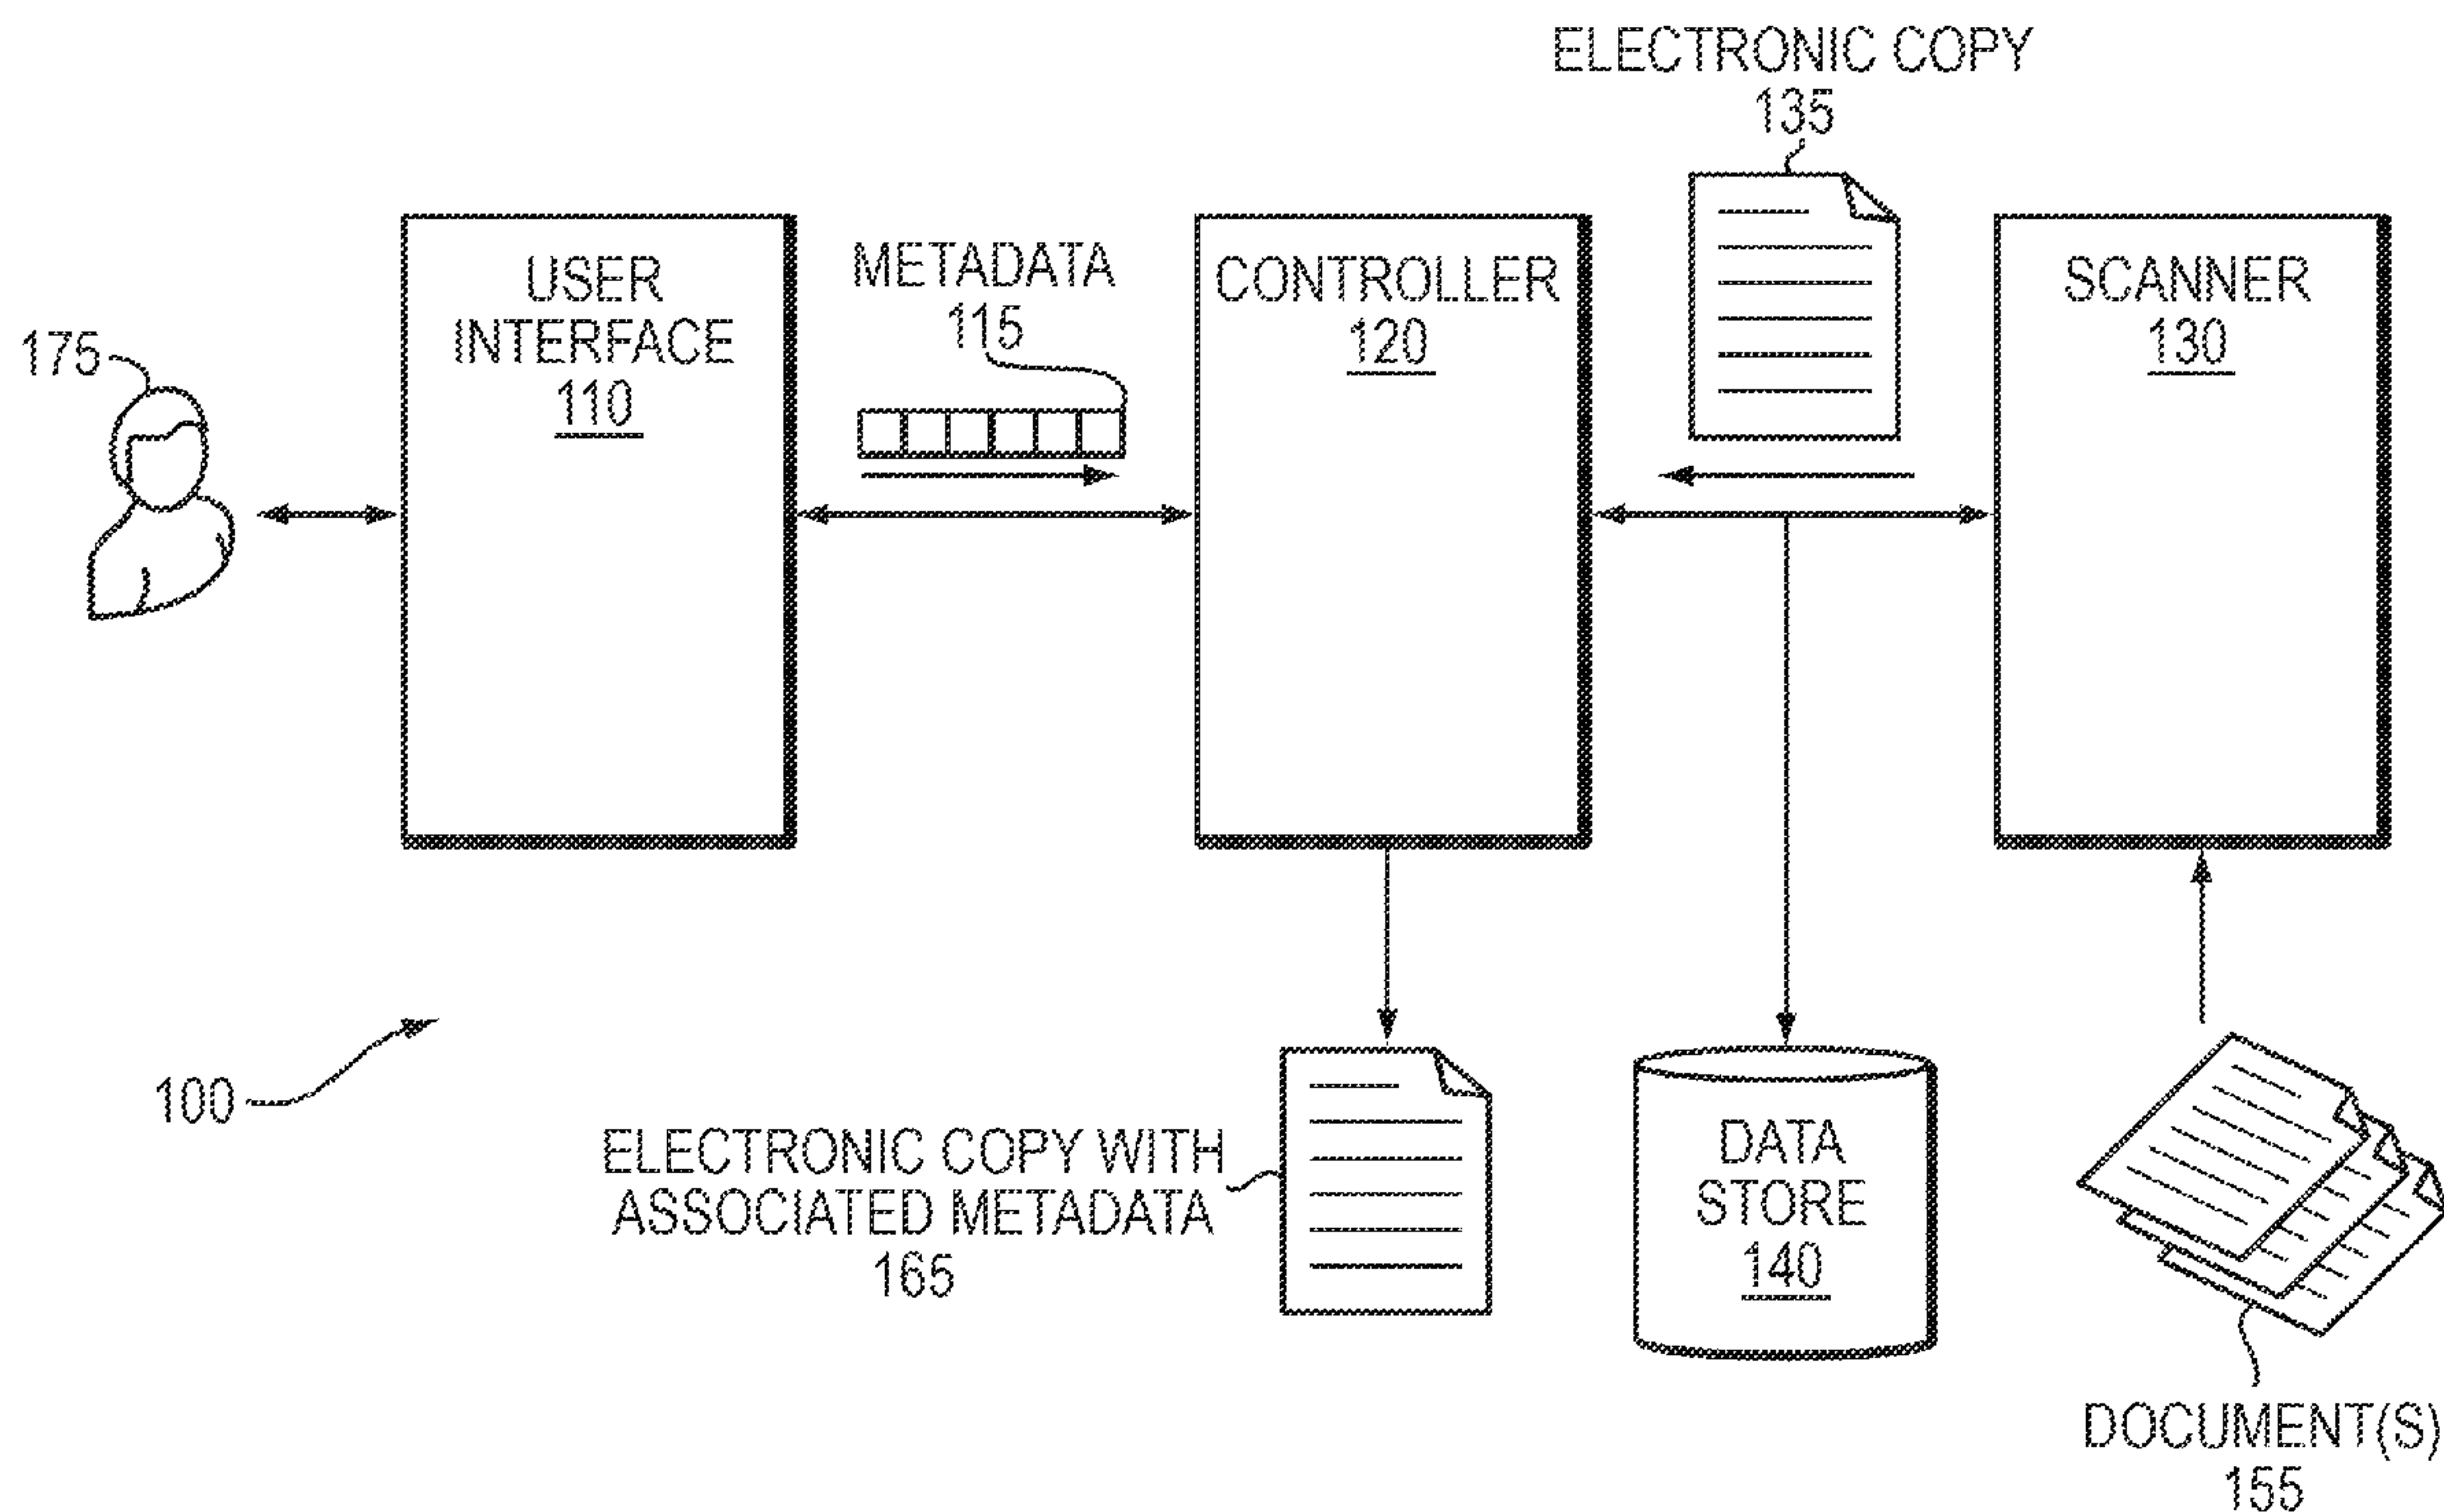 ELECTRONIC COPY
135
USER
INTERFACE
110
METADATA
115
CONTROLLER
120
SCANNER
130
175
100
ELECTRONIC COPY WITH
ASSOCIATED METADATA
165
DATA
STORE
140
DOCUMENT(S)
155